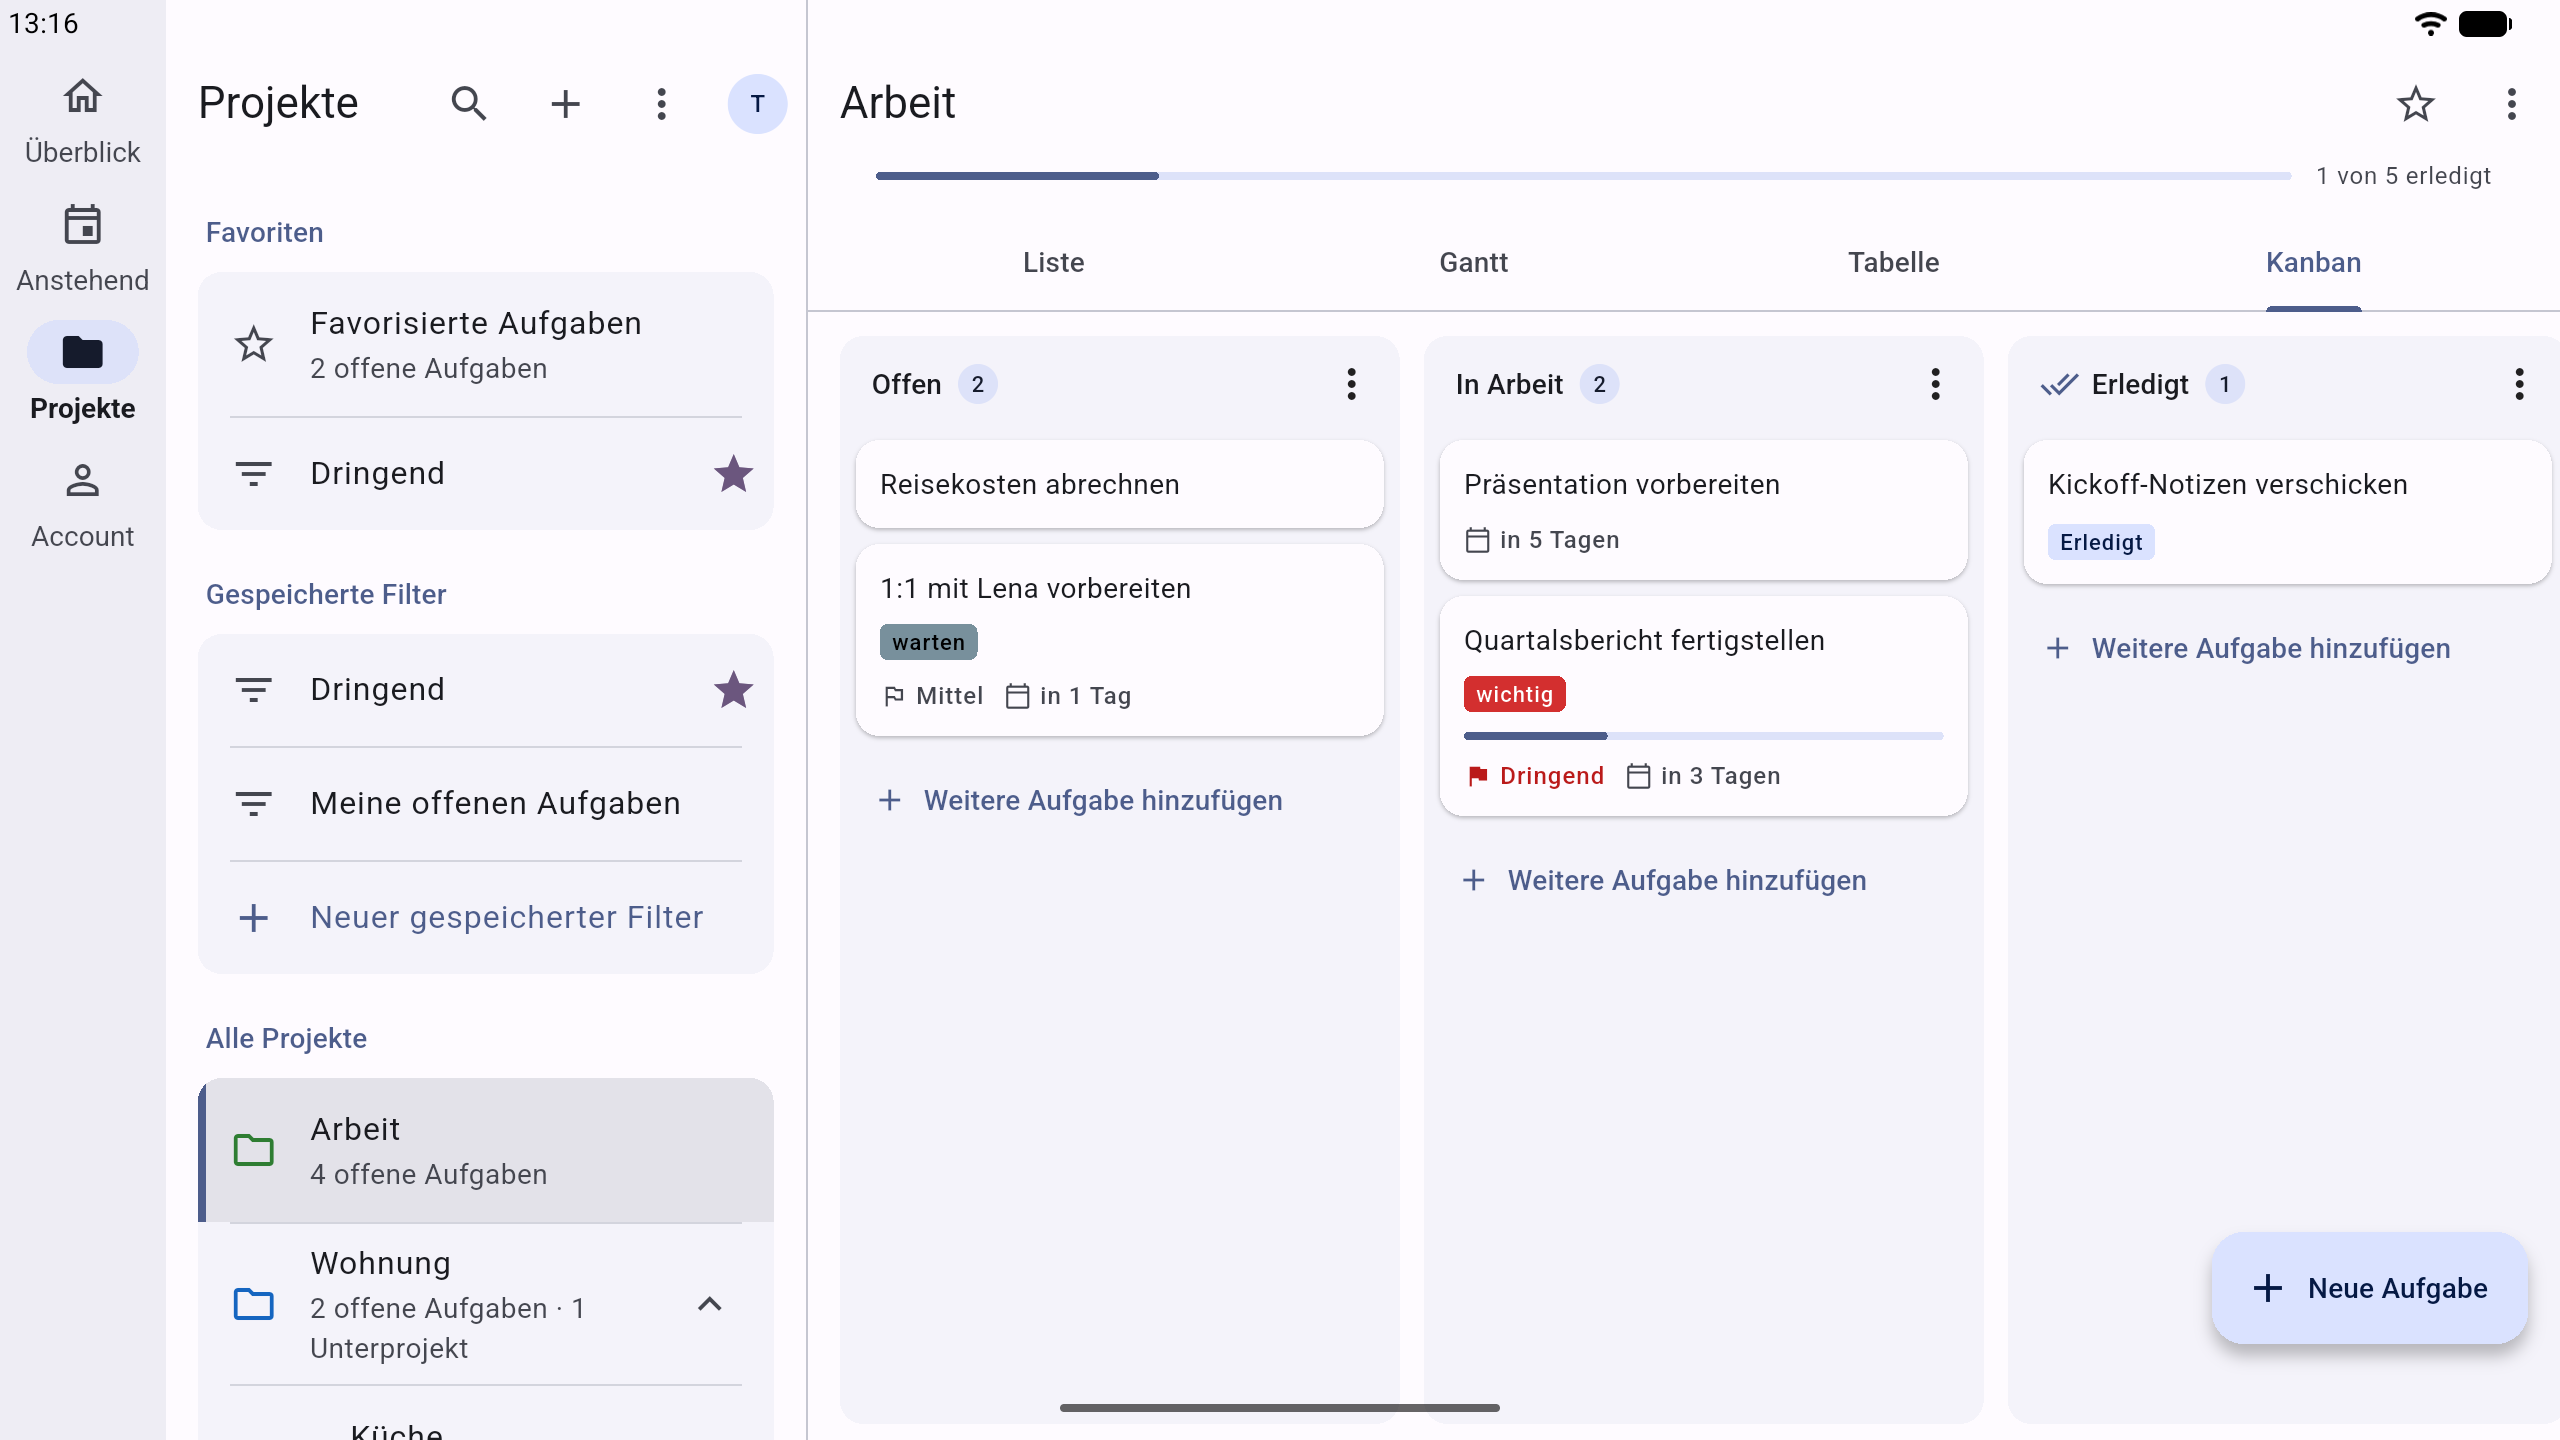 13:16
Überblick
Anstehend
Projekte
Account
Projekte
T
Favoriten
Favorisierte Aufgaben
2 offene Aufgaben
Dringend
Gespeicherte Filter
Dringend
Meine offenen Aufgaben
Neuer gespeicherter Filter
Alle Projekte
Arbeit
4 offene Aufgaben
Wohnung
2 offene Aufgaben · 1
Unterprojekt
Küche
Arbeit
1 von 5 erledigt
Liste
Gantt
Tabelle
Kanban
Offen 2
Reisekosten abrechnen
1:1 mit Lena vorbereiten
warten
Mittel in 1 Tag
Weitere Aufgabe hinzufügen
In Arbeit 2
Präsentation vorbereiten
in 5 Tagen
Quartalsbericht fertigstellen
wichtig
Dringend in 3 Tagen
Weitere Aufgabe hinzufügen
Erledigt 1
Kickoff-Notizen verschicken
Erledigt
Weitere Aufgabe hinzufügen
Neue Aufgabe